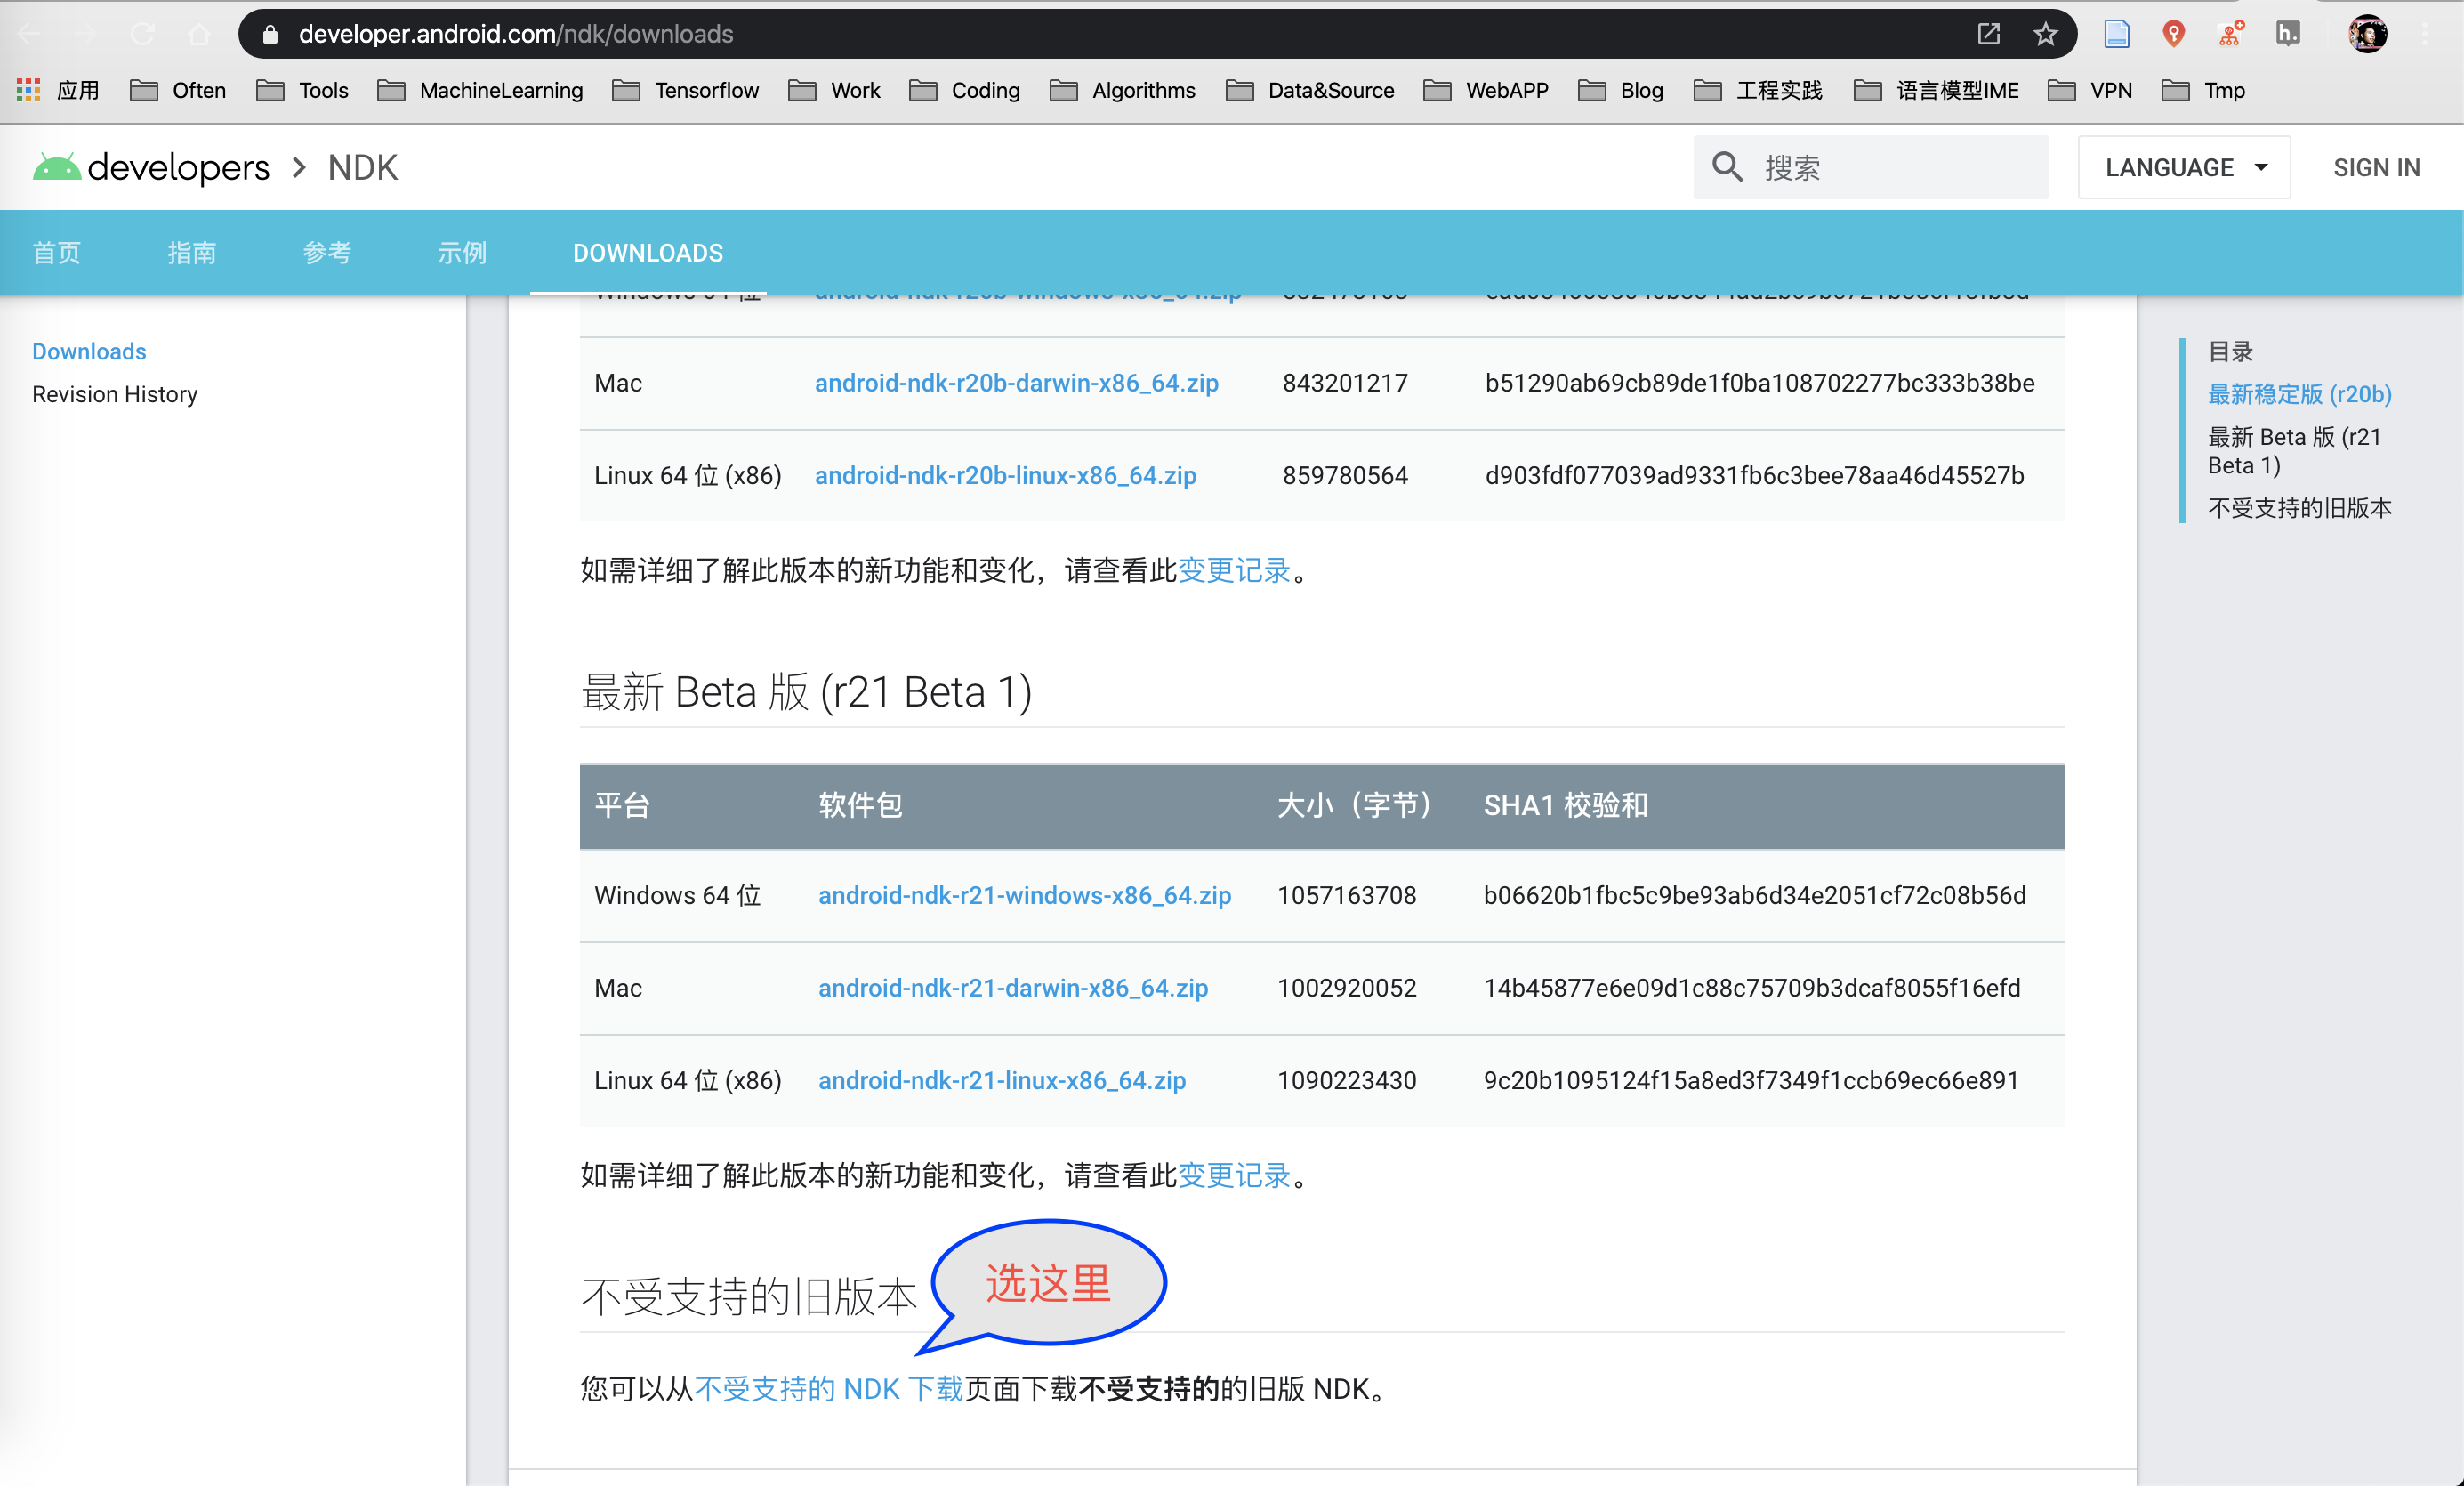 developer.android.com/ndk/downloads
h.
应用 Often Tools MachineLearning Tensorflow Work Coding Algorithms Data&Source WebAPP Blog 工程实践 语言模型IME VPN Tmp
developers > NDK 搜索 LANGUAGE SIGN IN
首页 指南 参考 示例 DOWNLOADS
Downloads
Revision History
Mac android-ndk-r20b-darwin-x86_64.zip 843201217 b51290ab69cb89de1f0ba108702277bc333b38be
Linux 64 位 (x86) android-ndk-r20b-linux-x86_64.zip 859780564 d903fdf077039ad9331fb6c3bee78aa46d45527b
如需详细了解此版本的新功能和变化，请查看此变更记录。
最新 Beta 版 (r21 Beta 1)
平台 软件包 大小（字节） SHA1 校验和
Windows 64 位 android-ndk-r21-windows-x86_64.zip 1057163708 b06620b1fbc5c9be93ab6d34e2051cf72c08b56d
Mac android-ndk-r21-darwin-x86_64.zip 1002920052 14b45877e6e09d1c88c75709b3dcaf8055f16efd
Linux 64 位 (x86) android-ndk-r21-linux-x86_64.zip 1090223430 9c20b1095124f15a8ed3f7349f1ccb69ec66e891
如需详细了解此版本的新功能和变化，请查看此变更记录。
选这里
不受支持的旧版本
您可以从不受支持的 NDK 下载页面下载不受支持的的旧版 NDK。
目录
最新稳定版 (r20b)
最新 Beta 版 (r21
Beta 1)
不受支持的旧版本